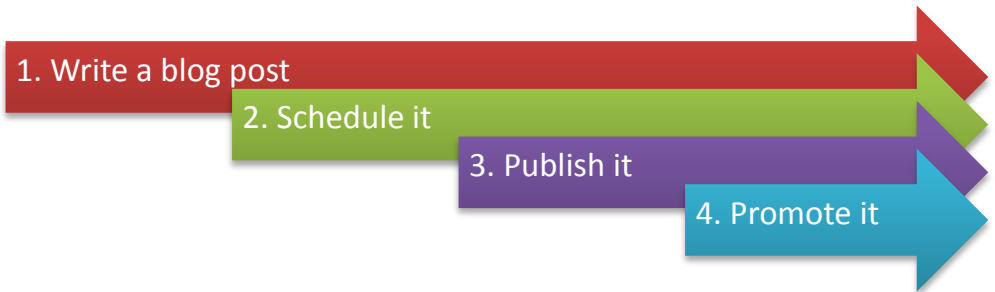 1. Write a blog post
2. Schedule it
3. Publish it
4. Promote it